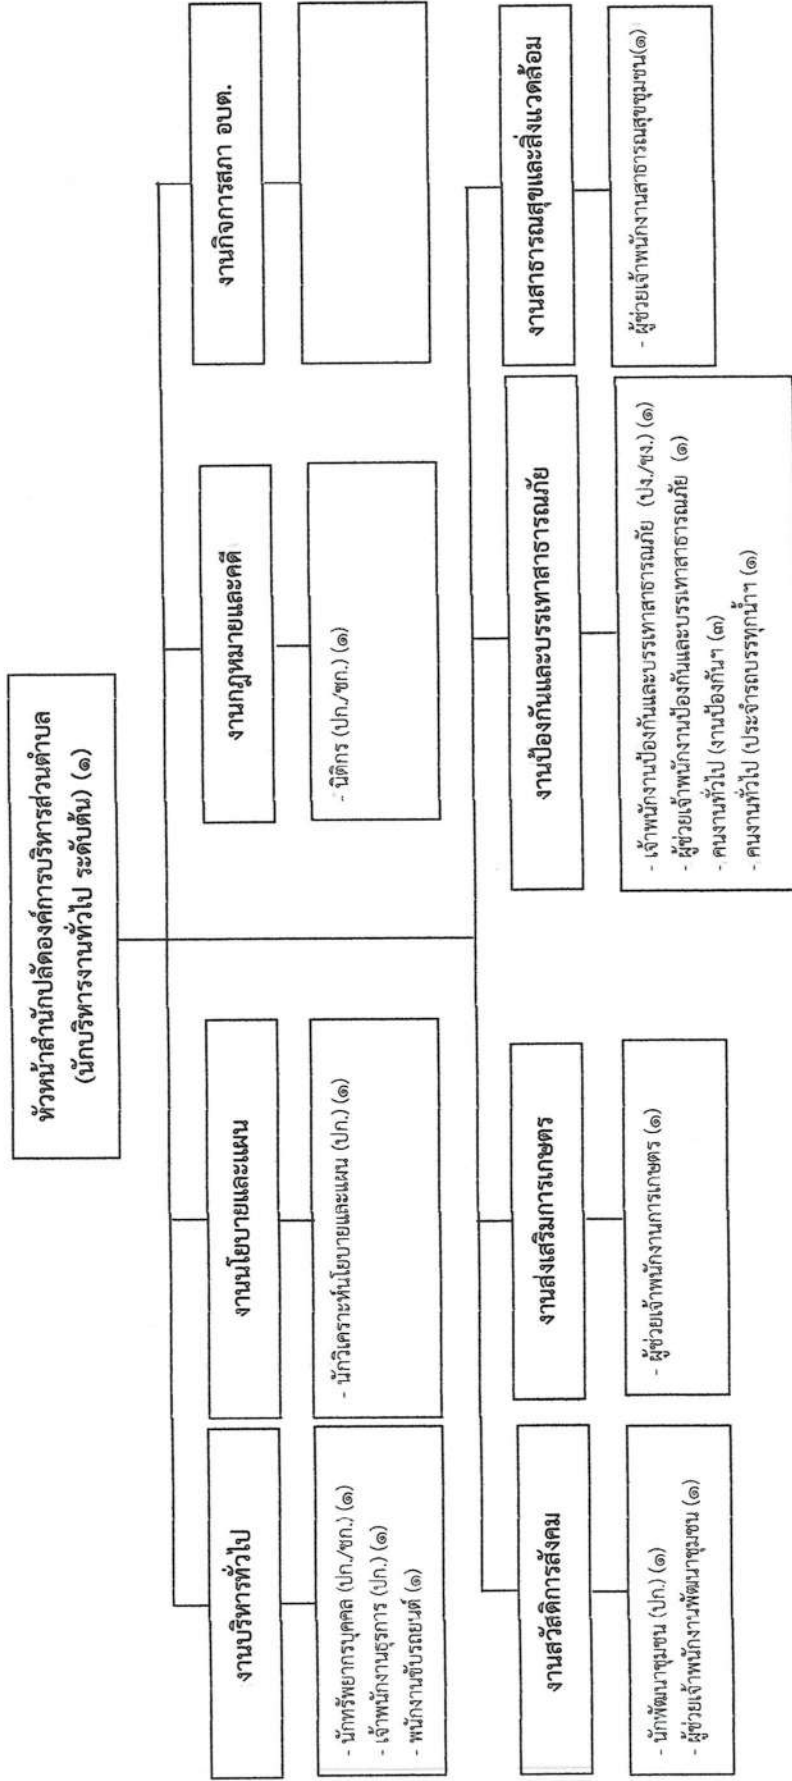 หัวหน้าสำนักปลัดองค์การบริหารส่วนตำบล
(นักบริหารงานทั่วไป ระดับต้น) (๑)
งานบริหารทั่วไป
- นักทรัพยากรบุคคล (ปก./ชก.) (๑)
- เจ้าพนักงานธุรการ (ปก.) (๑)
- พนักงานขับรถยนต์ (๑)
งานนโยบายและแผน
- นักวิเคราะห์นโยบายและแผน (ปก.) (๑)
งานกฎหมายและคดี
- นิติกร (ปก./ชก.) (๑)
งานกิจการสภา อบต.
งานสวัสดิการสังคม
- นักพัฒนาชุมชน (ปก.) (๑)
- ผู้ช่วยเจ้าพนักงานพัฒนาชุมชน (๑)
งานส่งเสริมการเกษตร
- ผู้ช่วยเจ้าพนักงานการเกษตร (๑)
งานป้องกันและบรรเทาสาธารณภัย
- เจ้าพนักงานป้องกันและบรรเทาสาธารณภัย (ปง./ชง.) (๑)
- ผู้ช่วยเจ้าพนักงานป้องกันและบรรเทาสาธารณภัย (๑)
- คนงานทั่วไป (งานป้องกันฯ (๓)
- คนงานทั่วไป (ประจำรถบรรทุกน้ำฯ (๑)
งานสาธารณสุขและสิ่งแวดล้อม
- ผู้ช่วยเจ้าพนักงานสาธารณสุขชุมชน(๑)